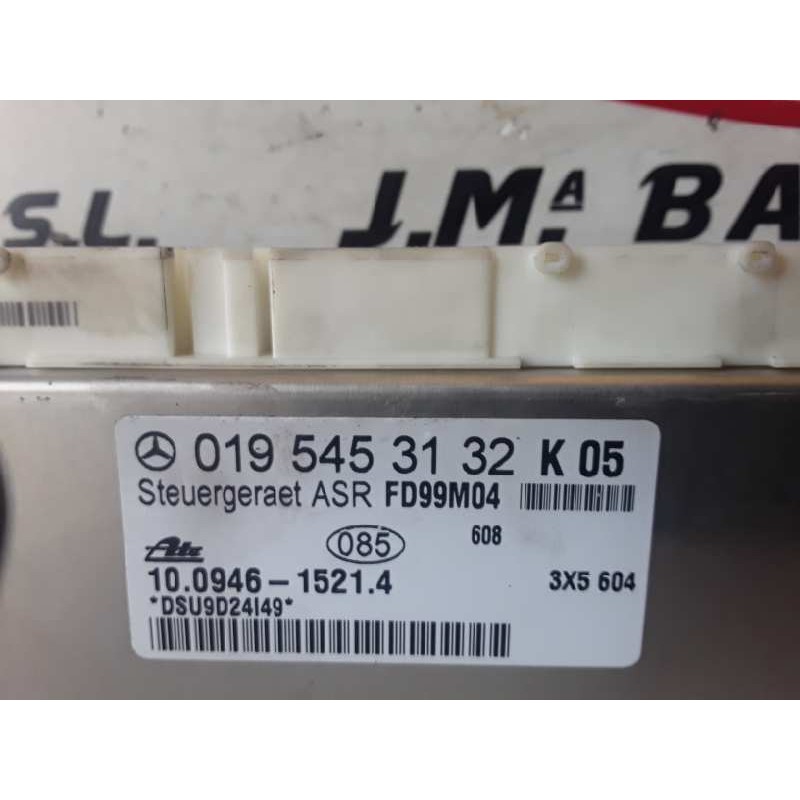 S.L. J.Mª BA
019 545 31 32 K 05
Steuergeraet ASR FD99M04
Ate 085 608
10.0946-1521.4 3X5 604
*DSU9D24I49*